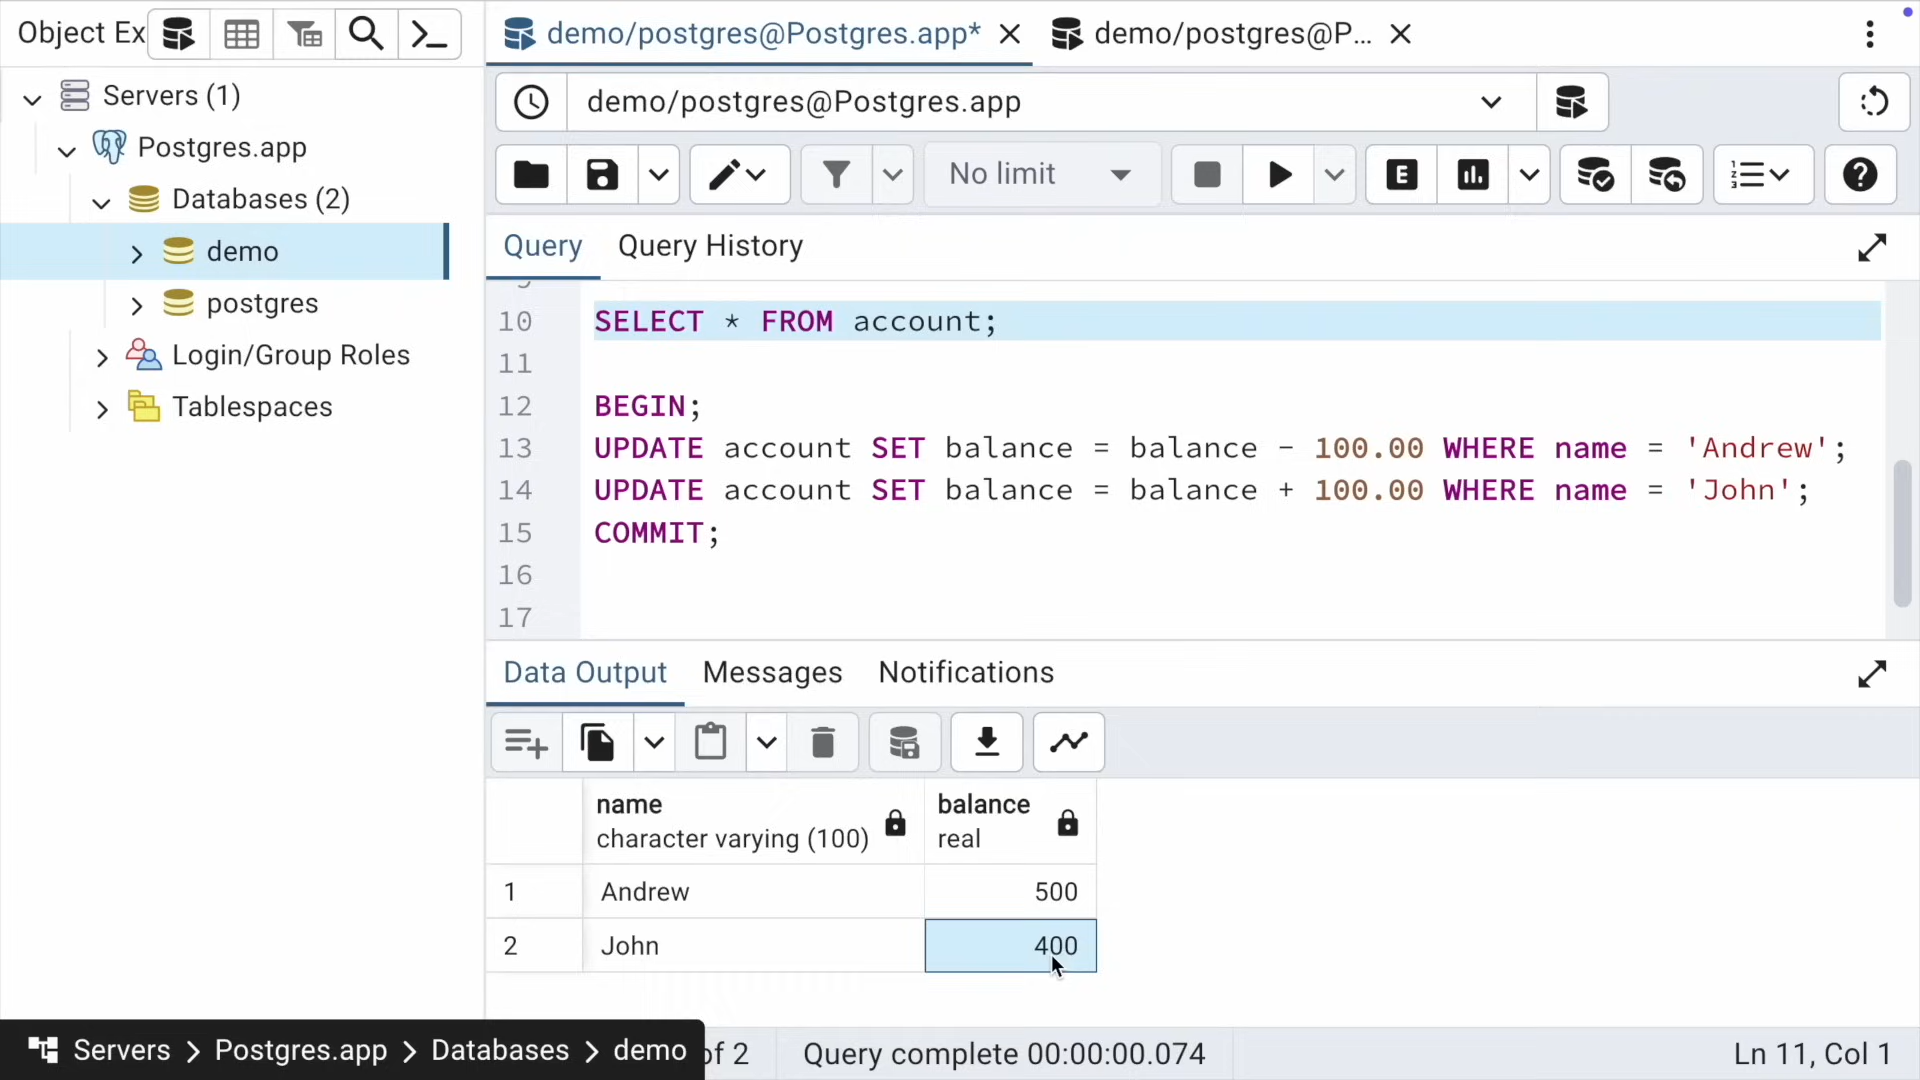 Object Ex
demo/postgres@Postgres.app*
demo/postgres@P...
Servers (1)
Postgres.app
Databases (2)
demo
postgres
Login/Group Roles
Tablespaces
demo/postgres@Postgres.app
No limit
E
Query
Query History
10 SELECT * FROM account;
11
12 BEGIN;
13 UPDATE account SET balance = balance - 100.00 WHERE name = 'Andrew';
14 UPDATE account SET balance = balance + 100.00 WHERE name = 'John';
15 COMMIT;
16
17
Data Output
Messages
Notifications
name
character varying (100)
balance
real
1 Andrew 500
2 John 400
Servers > Postgres.app > Databases > demo
of 2
Query complete 00:00:00.074
Ln 11, Col 1